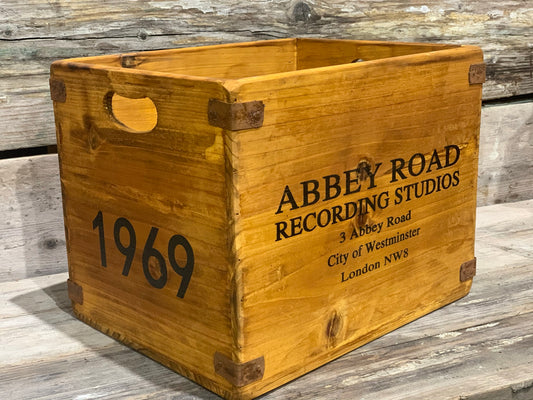 1969
ABBEY ROAD
RECORDING STUDIOS
3 Abbey Road
City of Westminster
London NW8